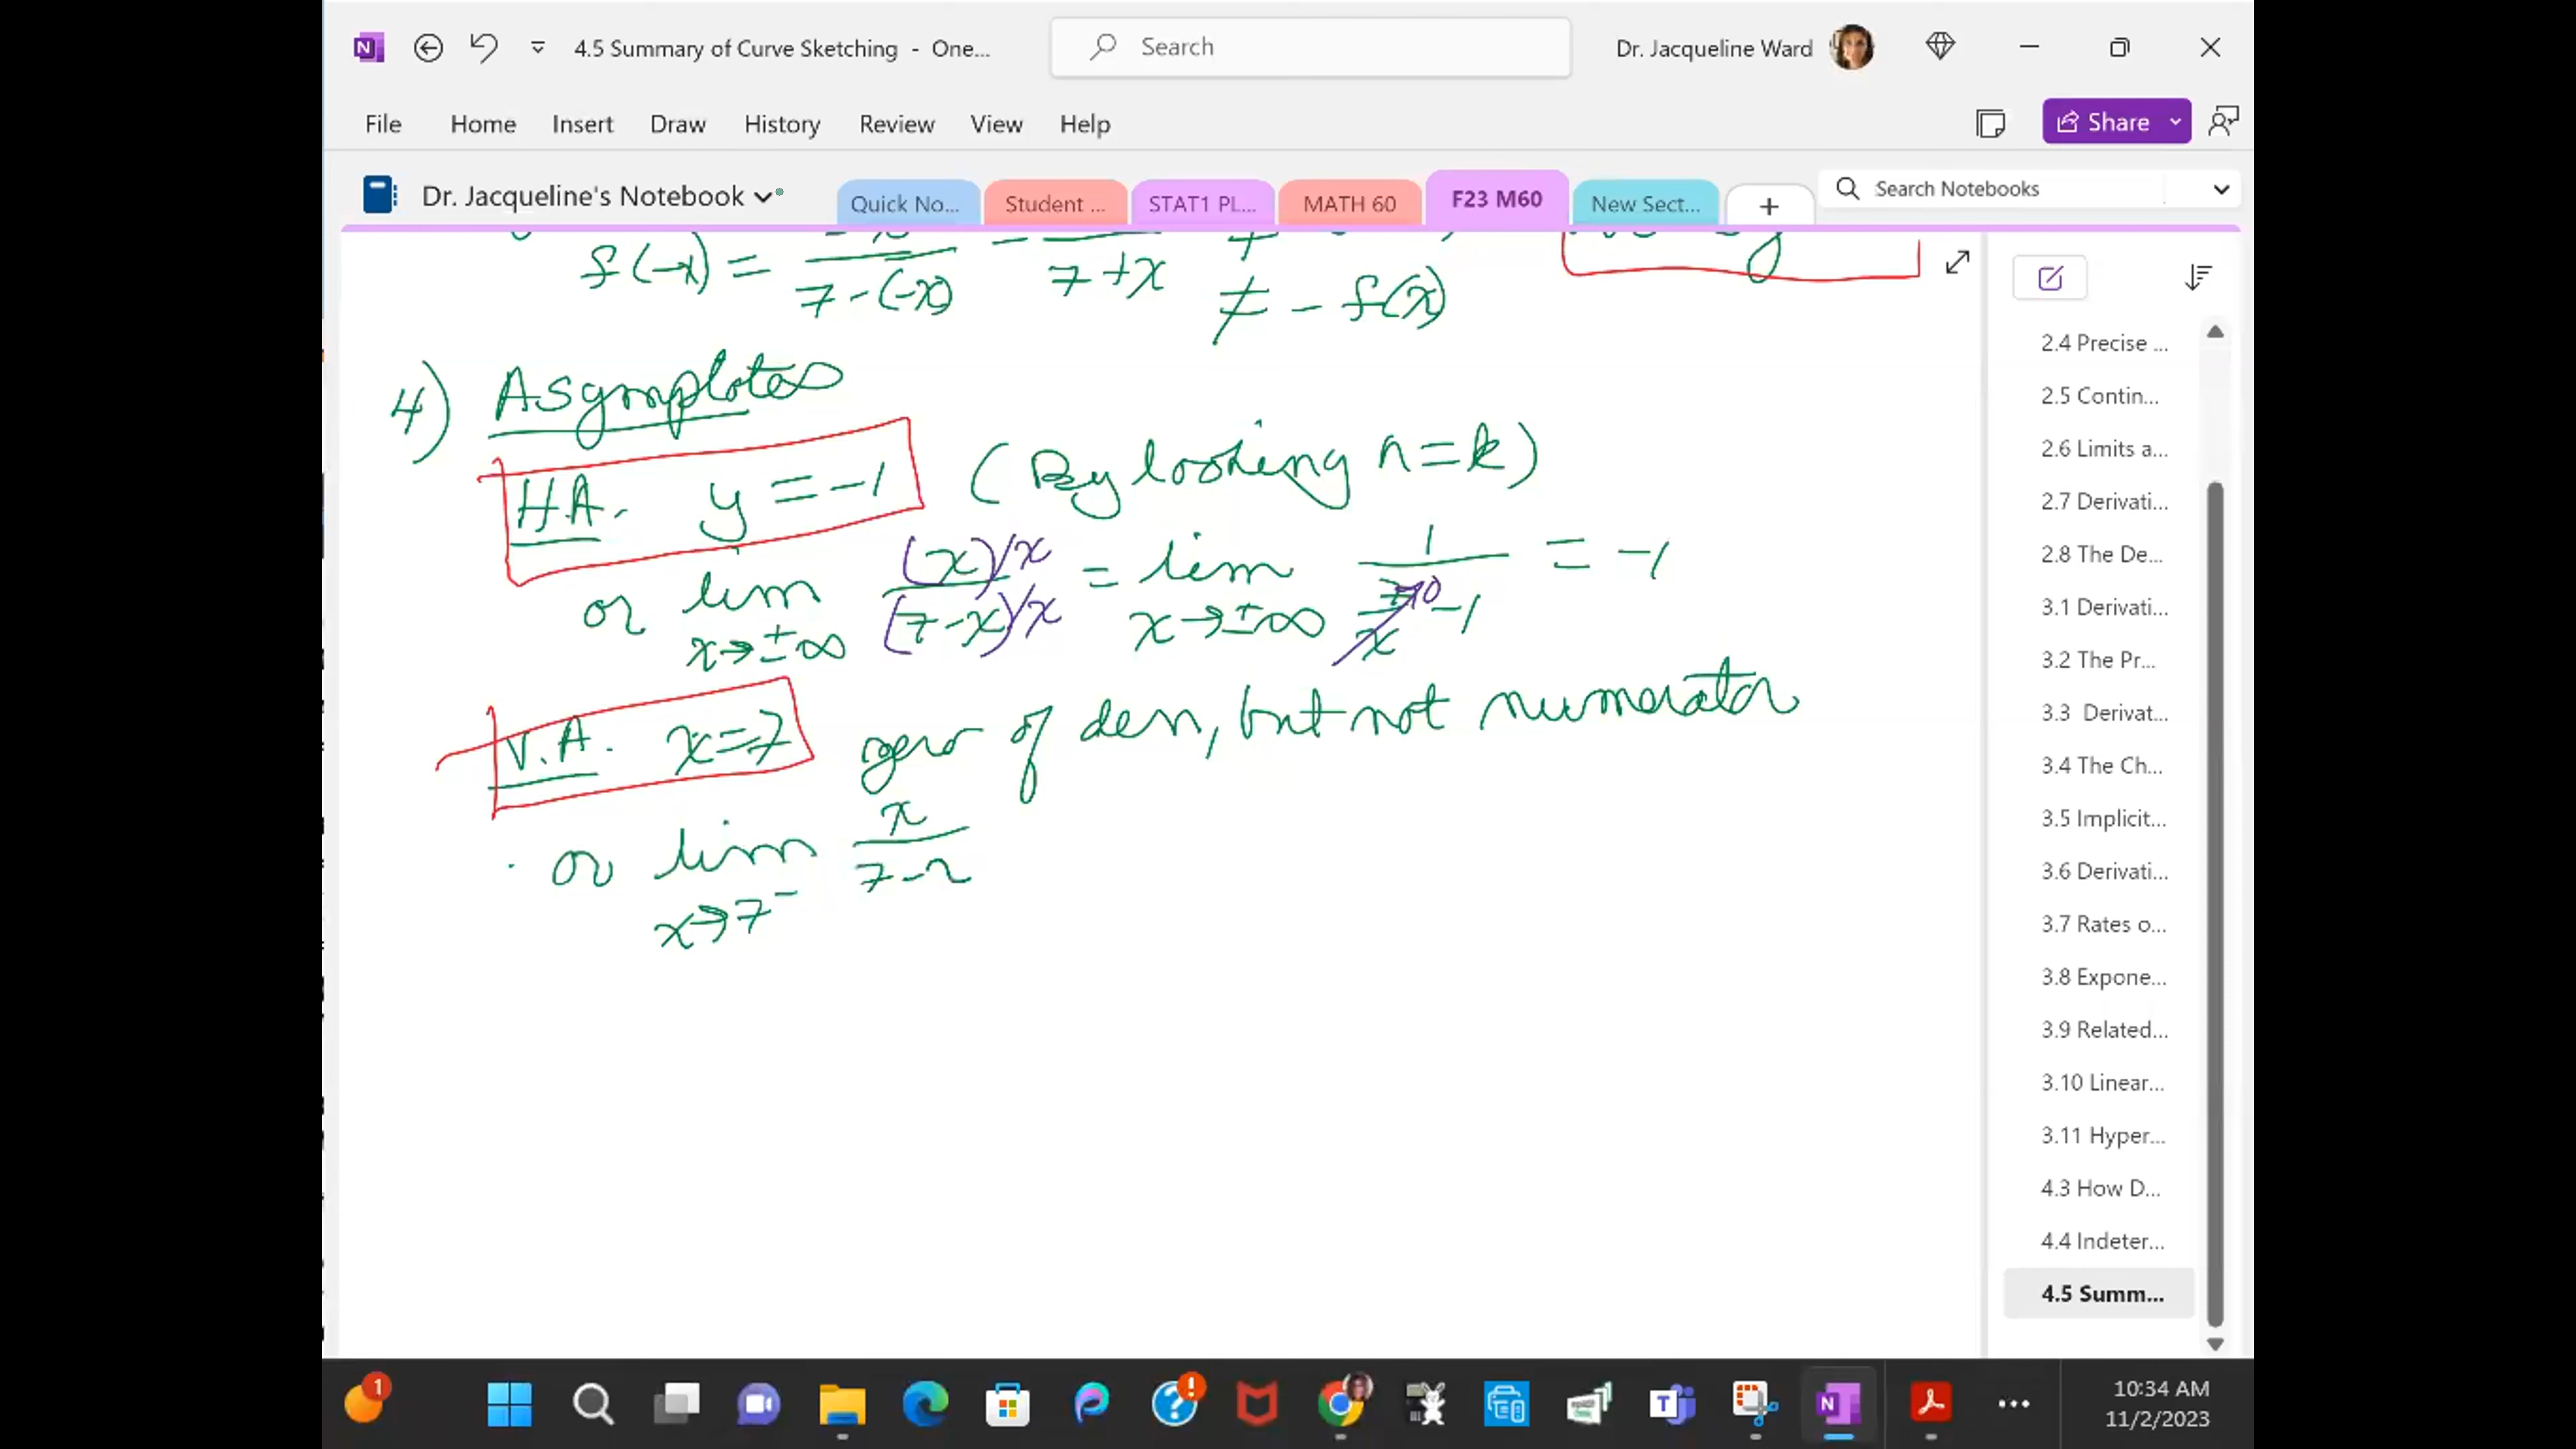 4.5 Summary of Curve Sketching - One...
Search
Dr. Jacqueline Ward
File Home Insert Draw History Review View Help
Share
Dr. Jacqueline's Notebook
Quick No... Student ... STAT1 PL... MATH 60 F23 M60 New Sect... +
Search Notebooks
f(-x) = /7-(-x) = /7+x ≠
≠ - f(x)
4) Asymptotes
H.A. y = -1 (By looking n=k)
or lim x→±∞ (x)/x / (7-x)/x = lim x→±∞ 1 / (7/x →0 -1) = -1
V.A. x=7 zero of den, but not numerator
or lim x→7⁻ x/7-x
2.4 Precise ...
2.5 Contin...
2.6 Limits a...
2.7 Derivati...
2.8 The De...
3.1 Derivati...
3.2 The Pr...
3.3 Derivat...
3.4 The Ch...
3.5 Implicit...
3.6 Derivati...
3.7 Rates o...
3.8 Expone...
3.9 Related...
3.10 Linear...
3.11 Hyper...
4.3 How D...
4.4 Indeter...
4.5 Summ...
1
10:34 AM
11/2/2023